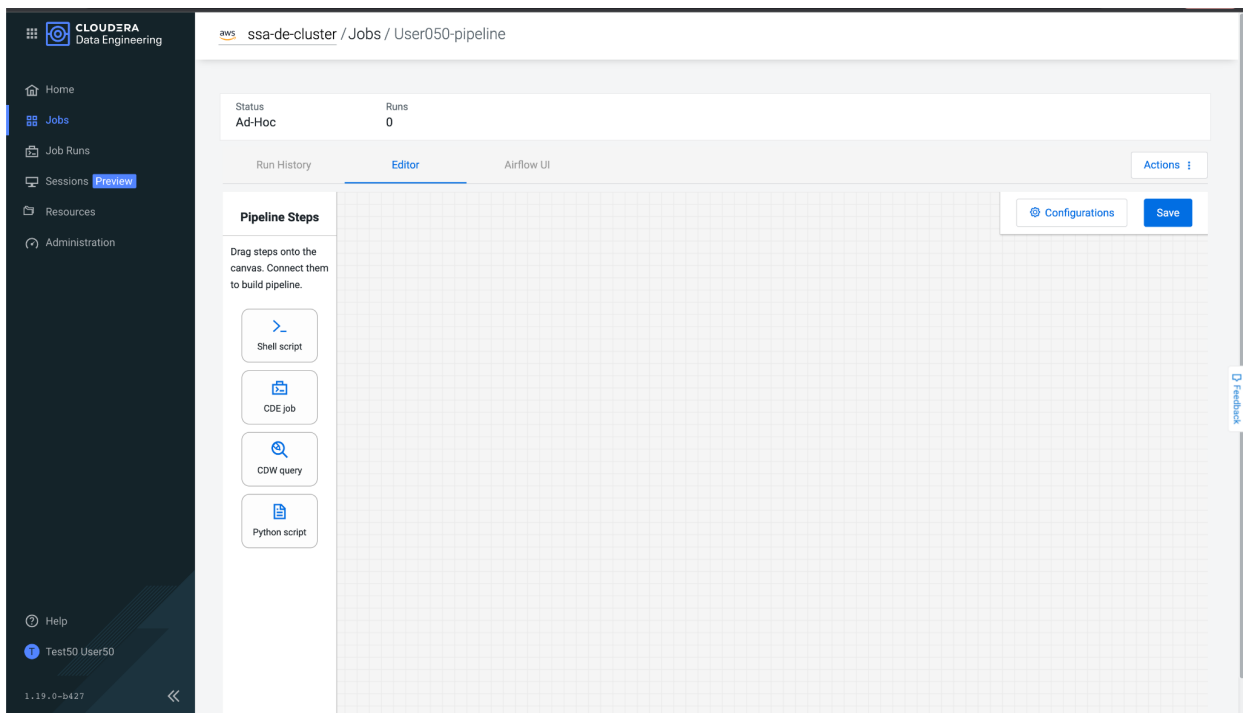 CLOUDERA
Data Engineering
aws ssa-de-cluster / Jobs / User050-pipeline
Home
Jobs
Job Runs
Sessions Preview
Resources
Administration
Help
T Test50 User50
1.19.0-b427
Status
Ad-Hoc
Runs
0
Run History
Editor
Airflow UI
Actions
Pipeline Steps
Drag steps onto the
canvas. Connect them
to build pipeline.
Shell script
CDE job
CDW query
Python script
Configurations
Save
Feedback